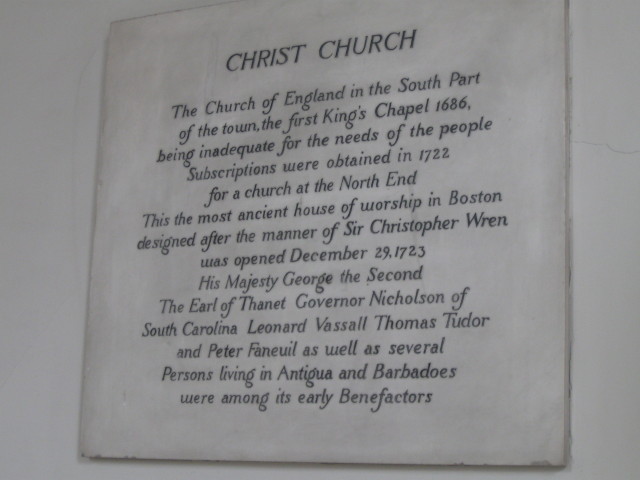 CHRIST CHURCH
The Church of England in the South Part
of the town, the first King's Chapel 1686,
being inadequate for the needs of the people
Subscriptions were obtained in 1722
for a church at the North End
This the most ancient house of worship in Boston
designed after the manner of Sir Christopher Wren
was opened December 29, 1723
His Majesty George the Second
The Earl of Thanet Governor Nicholson of
South Carolina Leonard Vassall Thomas Tudor
and Peter Faneuil as well as several
Persons living in Antigua and Barbadoes
were among its early Benefactors